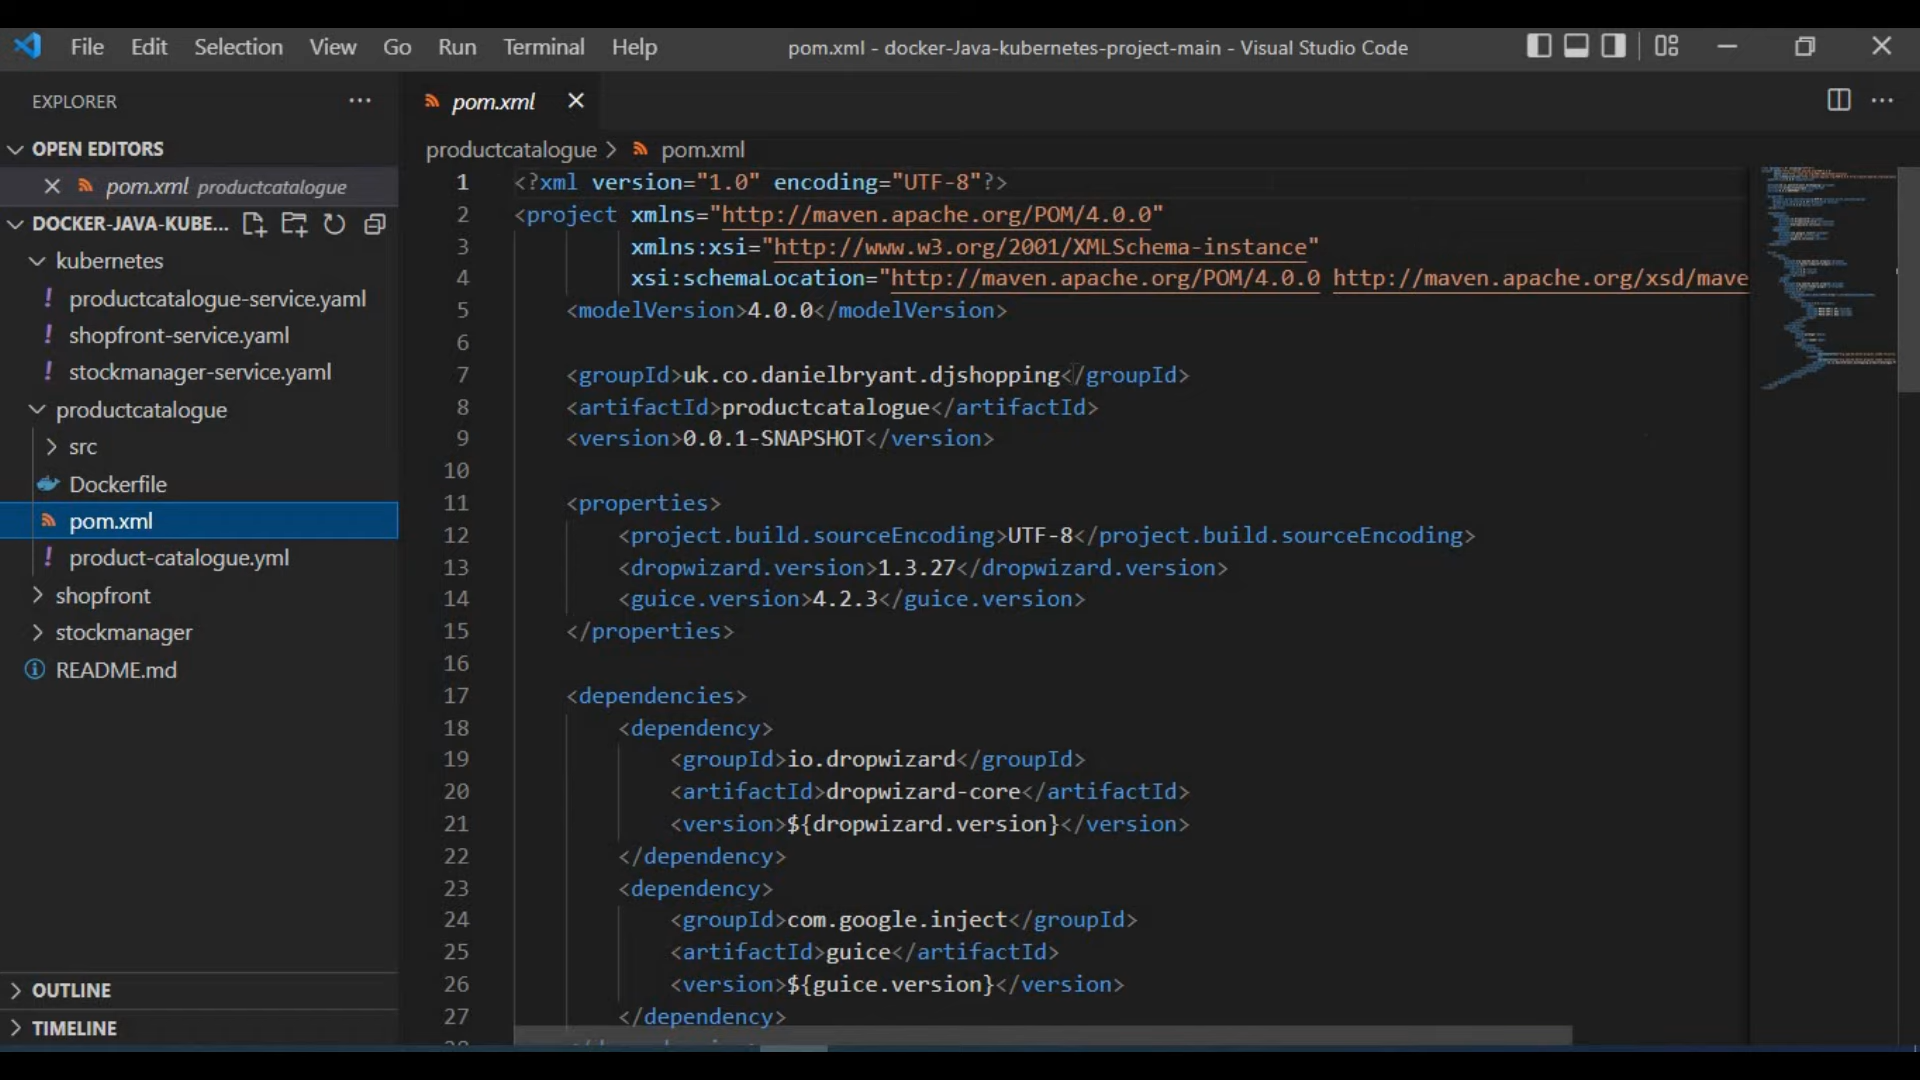 File Edit Selection View Go Run Terminal Help pom.xml - docker-Java-kubernetes-project-main - Visual Studio Code
EXPLORER
OPEN EDITORS
pom.xml productcatalogue
DOCKER-JAVA-KUBE...
kubernetes
productcatalogue-service.yaml
shopfront-service.yaml
stockmanager-service.yaml
productcatalogue
src
Dockerfile
pom.xml
product-catalogue.yml
shopfront
stockmanager
README.md
OUTLINE
TIMELINE
pom.xml
productcatalogue > pom.xml
1 <?xml version="1.0" encoding="UTF-8"?>
2 <project xmlns="http://maven.apache.org/POM/4.0.0"
3 xmlns:xsi="http://www.w3.org/2001/XMLSchema-instance"
4 xsi:schemaLocation="http://maven.apache.org/POM/4.0.0 http://maven.apache.org/xsd/mave
5 <modelVersion>4.0.0</modelVersion>
6
7 <groupId>uk.co.danielbryant.djshopping</groupId>
8 <artifactId>productcatalogue</artifactId>
9 <version>0.0.1-SNAPSHOT</version>
10
11 <properties>
12 <project.build.sourceEncoding>UTF-8</project.build.sourceEncoding>
13 <dropwizard.version>1.3.27</dropwizard.version>
14 <guice.version>4.2.3</guice.version>
15 </properties>
16
17 <dependencies>
18 <dependency>
19 <groupId>io.dropwizard</groupId>
20 <artifactId>dropwizard-core</artifactId>
21 <version>${dropwizard.version}</version>
22 </dependency>
23 <dependency>
24 <groupId>com.google.inject</groupId>
25 <artifactId>guice</artifactId>
26 <version>${guice.version}</version>
27 </dependency>